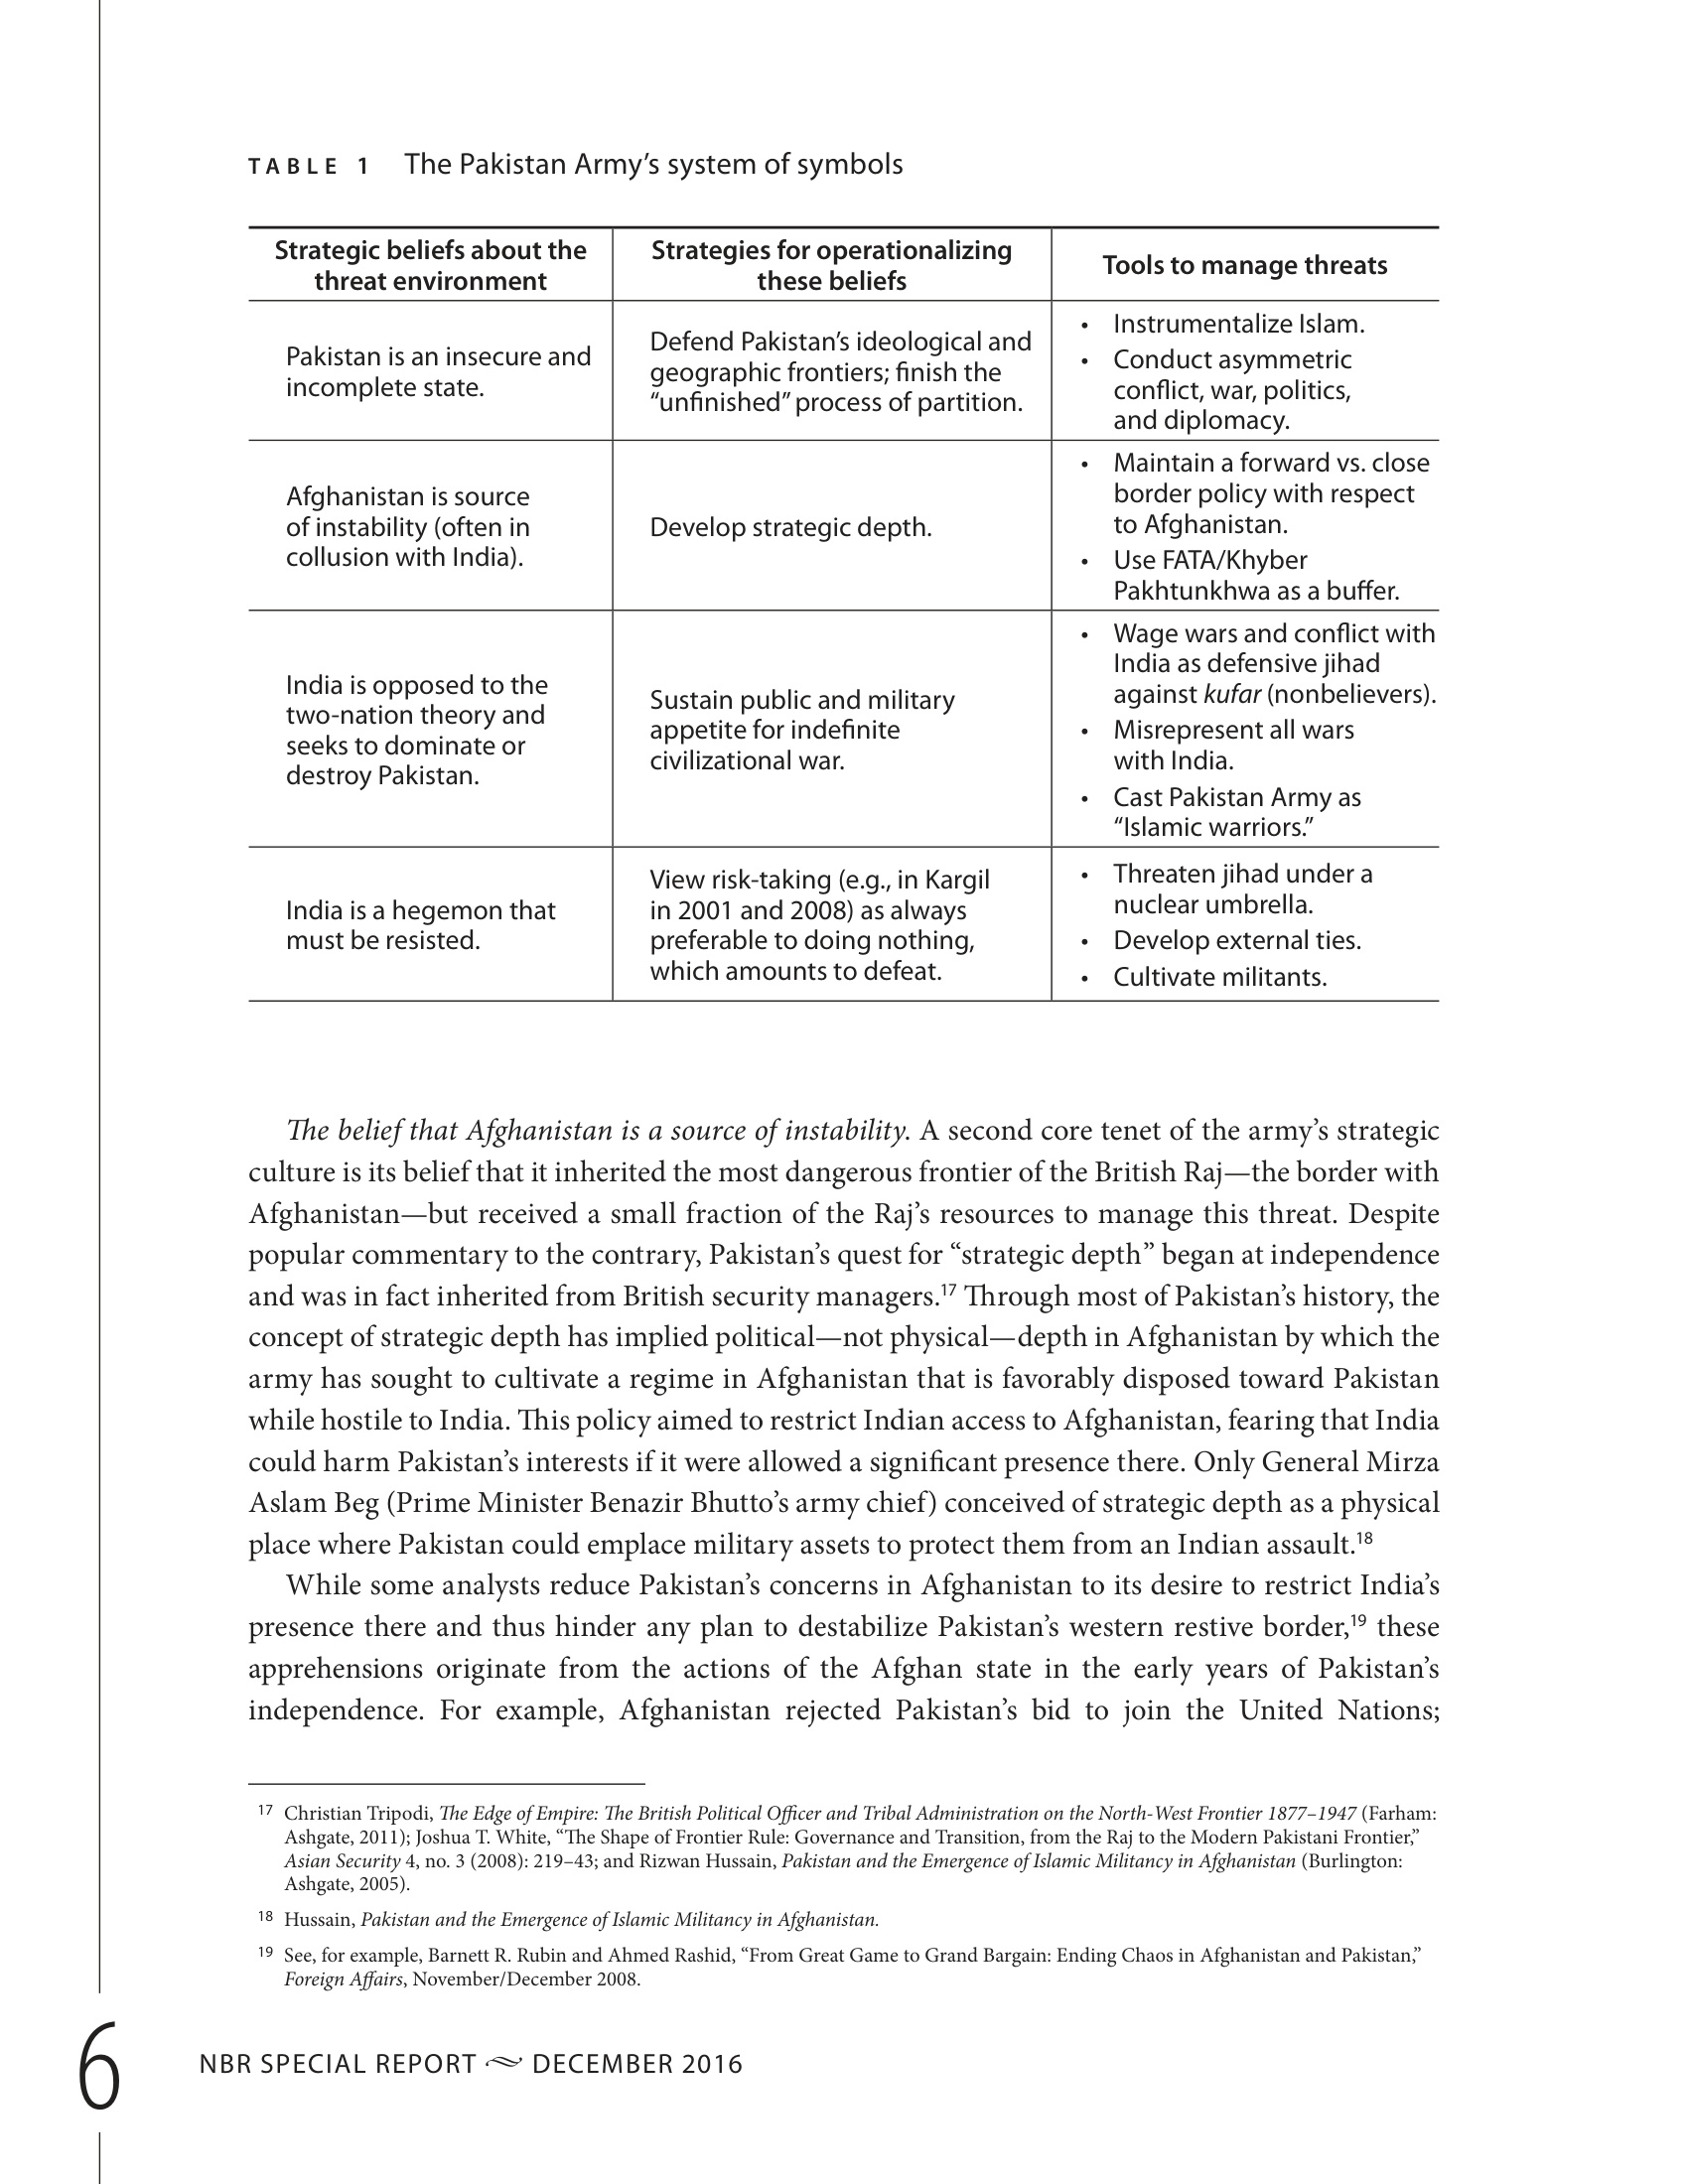 TABLE 1 The Pakistan Army’s system of symbols
Strategic beliefs about the
threat environment
Strategies for operationalizing
these beliefs
Tools to manage threats
Pakistan is an insecure and
incomplete state.
Defend Pakistan’s ideological and
geographic frontiers; finish the
“unfinished” process of partition.
• Instrumentalize Islam.
• Conduct asymmetric
conflict, war, politics,
and diplomacy.
Afghanistan is source
of instability (often in
collusion with India).
Develop strategic depth.
• Maintain a forward vs. close
border policy with respect
to Afghanistan.
• Use FATA/Khyber
Pakhtunkhwa as a buffer.
India is opposed to the
two-nation theory and
seeks to dominate or
destroy Pakistan.
Sustain public and military
appetite for indefinite
civilizational war.
• Wage wars and conflict with
India as defensive jihad
against kufar (nonbelievers).
• Misrepresent all wars
with India.
• Cast Pakistan Army as
“Islamic warriors.”
India is a hegemon that
must be resisted.
View risk-taking (e.g., in Kargil
in 2001 and 2008) as always
preferable to doing nothing,
which amounts to defeat.
• Threaten jihad under a
nuclear umbrella.
• Develop external ties.
• Cultivate militants.
The belief that Afghanistan is a source of instability. A second core tenet of the army’s strategic
culture is its belief that it inherited the most dangerous frontier of the British Raj—the border with
Afghanistan—but received a small fraction of the Raj’s resources to manage this threat. Despite
popular commentary to the contrary, Pakistan’s quest for “strategic depth” began at independence
and was in fact inherited from British security managers.17 Through most of Pakistan’s history, the
concept of strategic depth has implied political—not physical—depth in Afghanistan by which the
army has sought to cultivate a regime in Afghanistan that is favorably disposed toward Pakistan
while hostile to India. This policy aimed to restrict Indian access to Afghanistan, fearing that India
could harm Pakistan’s interests if it were allowed a significant presence there. Only General Mirza
Aslam Beg (Prime Minister Benazir Bhutto’s army chief) conceived of strategic depth as a physical
place where Pakistan could emplace military assets to protect them from an Indian assault.18
While some analysts reduce Pakistan’s concerns in Afghanistan to its desire to restrict India’s
presence there and thus hinder any plan to destabilize Pakistan’s western restive border,19 these
apprehensions originate from the actions of the Afghan state in the early years of Pakistan’s
independence. For example, Afghanistan rejected Pakistan’s bid to join the United Nations;
17 Christian Tripodi, The Edge of Empire: The British Political Officer and Tribal Administration on the North-West Frontier 1877–1947 (Farham:
Ashgate, 2011); Joshua T. White, “The Shape of Frontier Rule: Governance and Transition, from the Raj to the Modern Pakistani Frontier,”
Asian Security 4, no. 3 (2008): 219–43; and Rizwan Hussain, Pakistan and the Emergence of Islamic Militancy in Afghanistan (Burlington:
Ashgate, 2005).
18 Hussain, Pakistan and the Emergence of Islamic Militancy in Afghanistan.
19 See, for example, Barnett R. Rubin and Ahmed Rashid, “From Great Game to Grand Bargain: Ending Chaos in Afghanistan and Pakistan,”
Foreign Affairs, November/December 2008.
6
NBR SPECIAL REPORT DECEMBER 2016